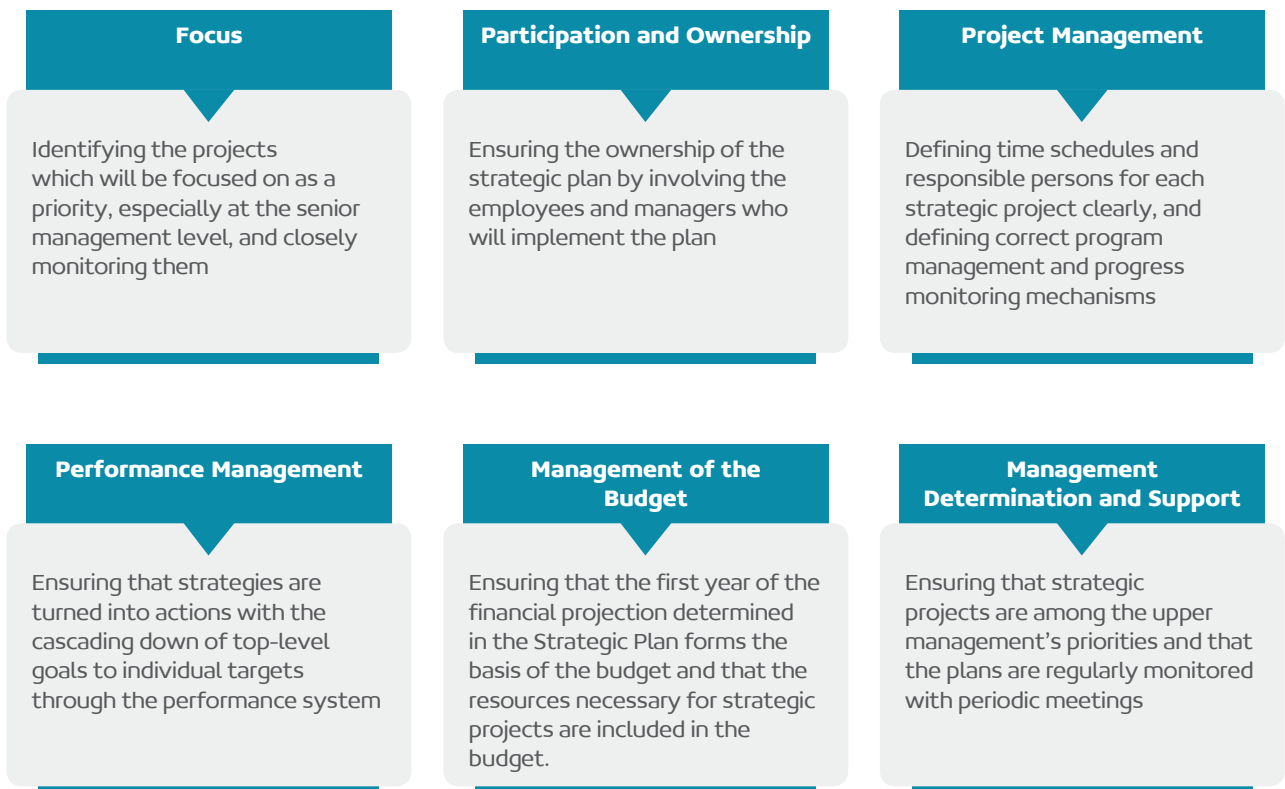 Focus
Identifying the projects
which will be focused on as a
priority, especially at the senior
management level, and closely
monitoring them
Participation and Ownership
Ensuring the ownership of the
strategic plan by involving the
employees and managers who
will implement the plan
Project Management
Defining time schedules and
responsible persons for each
strategic project clearly, and
defining correct program
management and progress
monitoring mechanisms
Performance Management
Ensuring that strategies are
turned into actions with the
cascading down of top-level
goals to individual targets
through the performance system
Management of the
Budget
Ensuring that the first year of the
financial projection determined
in the Strategic Plan forms the
basis of the budget and that the
resources necessary for strategic
projects are included in the
budget.
Management
Determination and Support
Ensuring that strategic
projects are among the upper
management's priorities and that
the plans are regularly monitored
with periodic meetings